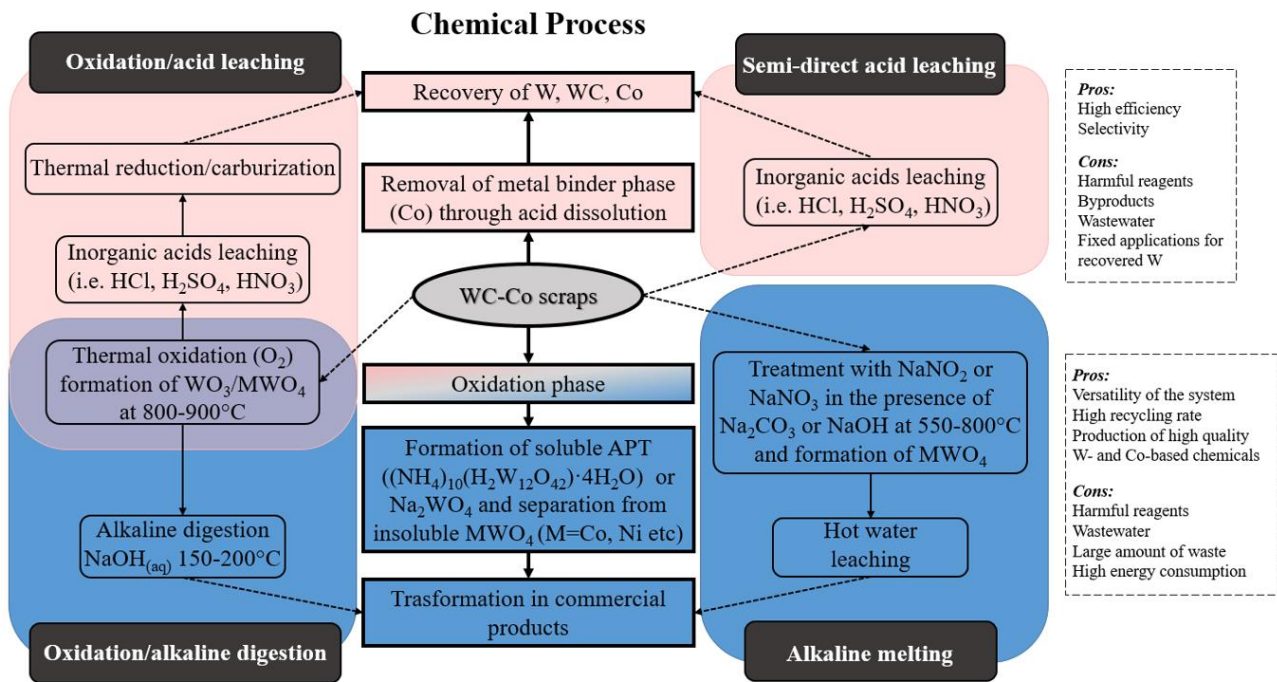 Chemical Process
Oxidation/acid leaching
Thermal reduction/carburization
Inorganic acids leaching
(i.e. HCl, H₂SO₄, HNO₃)
Thermal oxidation (O₂)
formation of WO₃/MWO₄
at 800-900°C
Alkaline digestion
NaOH₍aq₎ 150-200°C
Oxidation/alkaline digestion
Recovery of W, WC, Co
Removal of metal binder phase
(Co) through acid dissolution
WC-Co scraps
Oxidation phase
Formation of soluble APT
((NH₄)₁₀(H₂W₁₂O₄₂)·4H₂O) or
Na₂WO₄ and separation from
insoluble MWO₄ (M=Co, Ni etc)
Trasformation in commercial
products
Semi-direct acid leaching
Inorganic acids leaching
(i.e. HCl, H₂SO₄, HNO₃)
Treatment with NaNO₂ or
NaNO₃ in the presence of
Na₂CO₃ or NaOH at 550-800°C
and formation of MWO₄
Hot water
leaching
Alkaline melting
Pros:
High efficiency
Selectivity
Cons:
Harmful reagents
Byproducts
Wastewater
Fixed applications for
recovered W
Pros:
Versatility of the system
High recycling rate
Production of high quality
W- and Co-based chemicals
Cons:
Harmful reagents
Wastewater
Large amount of waste
High energy consumption